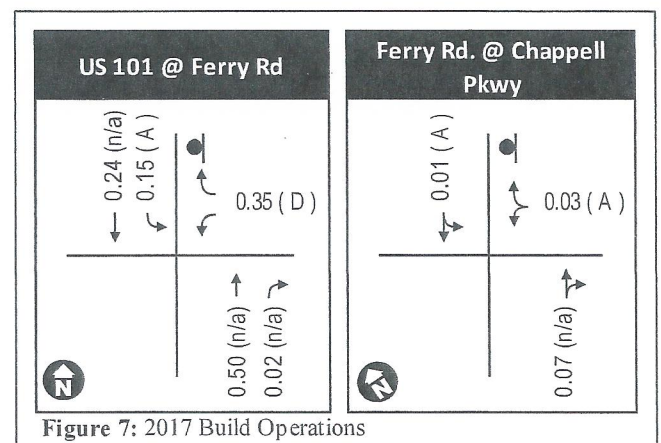 US 101 @ Ferry Rd
0.24 (n/a)
0.15 ( A )
0.35 ( D )
0.50 (n/a)
0.02 (n/a)
N
Ferry Rd. @ Chappell
Pkwy
0.01 ( A )
0.03 ( A )
0.07 (n/a)
N
Figure 7: 2017 Build Operations